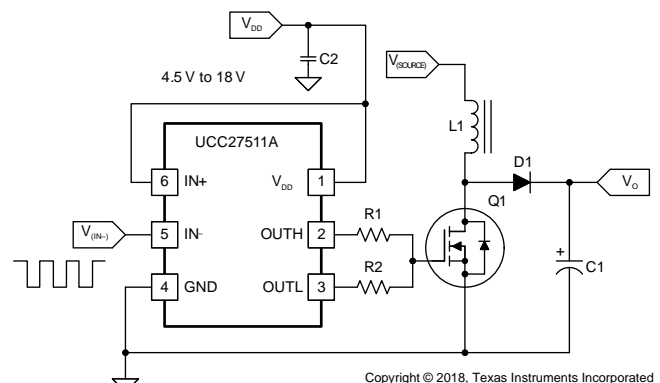 VDD
C2
4.5 V to 18 V
V(SOURCE)
L1
UCC27511A
D1
6 IN+
VDD 1
VO
Q1
R1
V(IN–)
5 IN-
OUTH 2
R2
+
C1
4 GND
OUTL 3
Copyright © 2018, Texas Instruments Incorporated